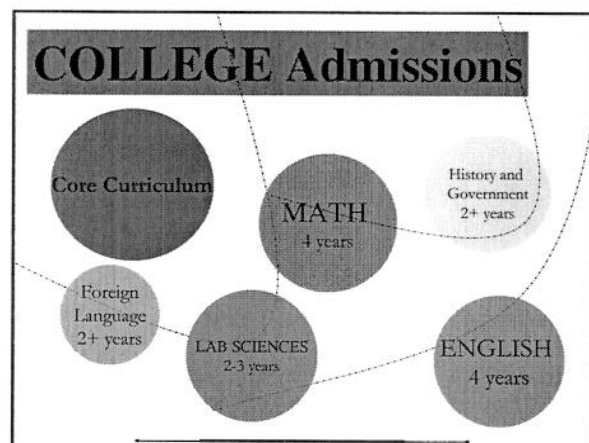 COLLEGE Admissions
Core Curriculum
MATH
4 years
History and
Government
2+ years
Foreign
Language
2+ years
LAB SCIENCES
2-3 years
ENGLISH
4 years